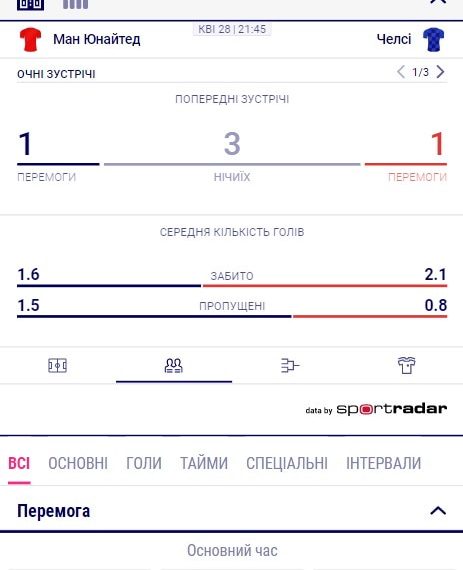 КВІ 28 | 21:45
Ман Юнайтед Челсі
ОЧНІ ЗУСТРІЧІ 1/3
ПОПЕРЕДНІ ЗУСТРІЧІ
1 3 1
ПЕРЕМОГИ НІЧИЇХ ПЕРЕМОГИ
СЕРЕДНЯ КІЛЬКІСТЬ ГОЛІВ
1.6 ЗАБИТО 2.1
1.5 ПРОПУЩЕНІ 0.8
data by sportradar
ВСІ ОСНОВНІ ГОЛИ ТАЙМИ СПЕЦІАЛЬНІ ІНТЕРВАЛИ
Перемога
Основний час